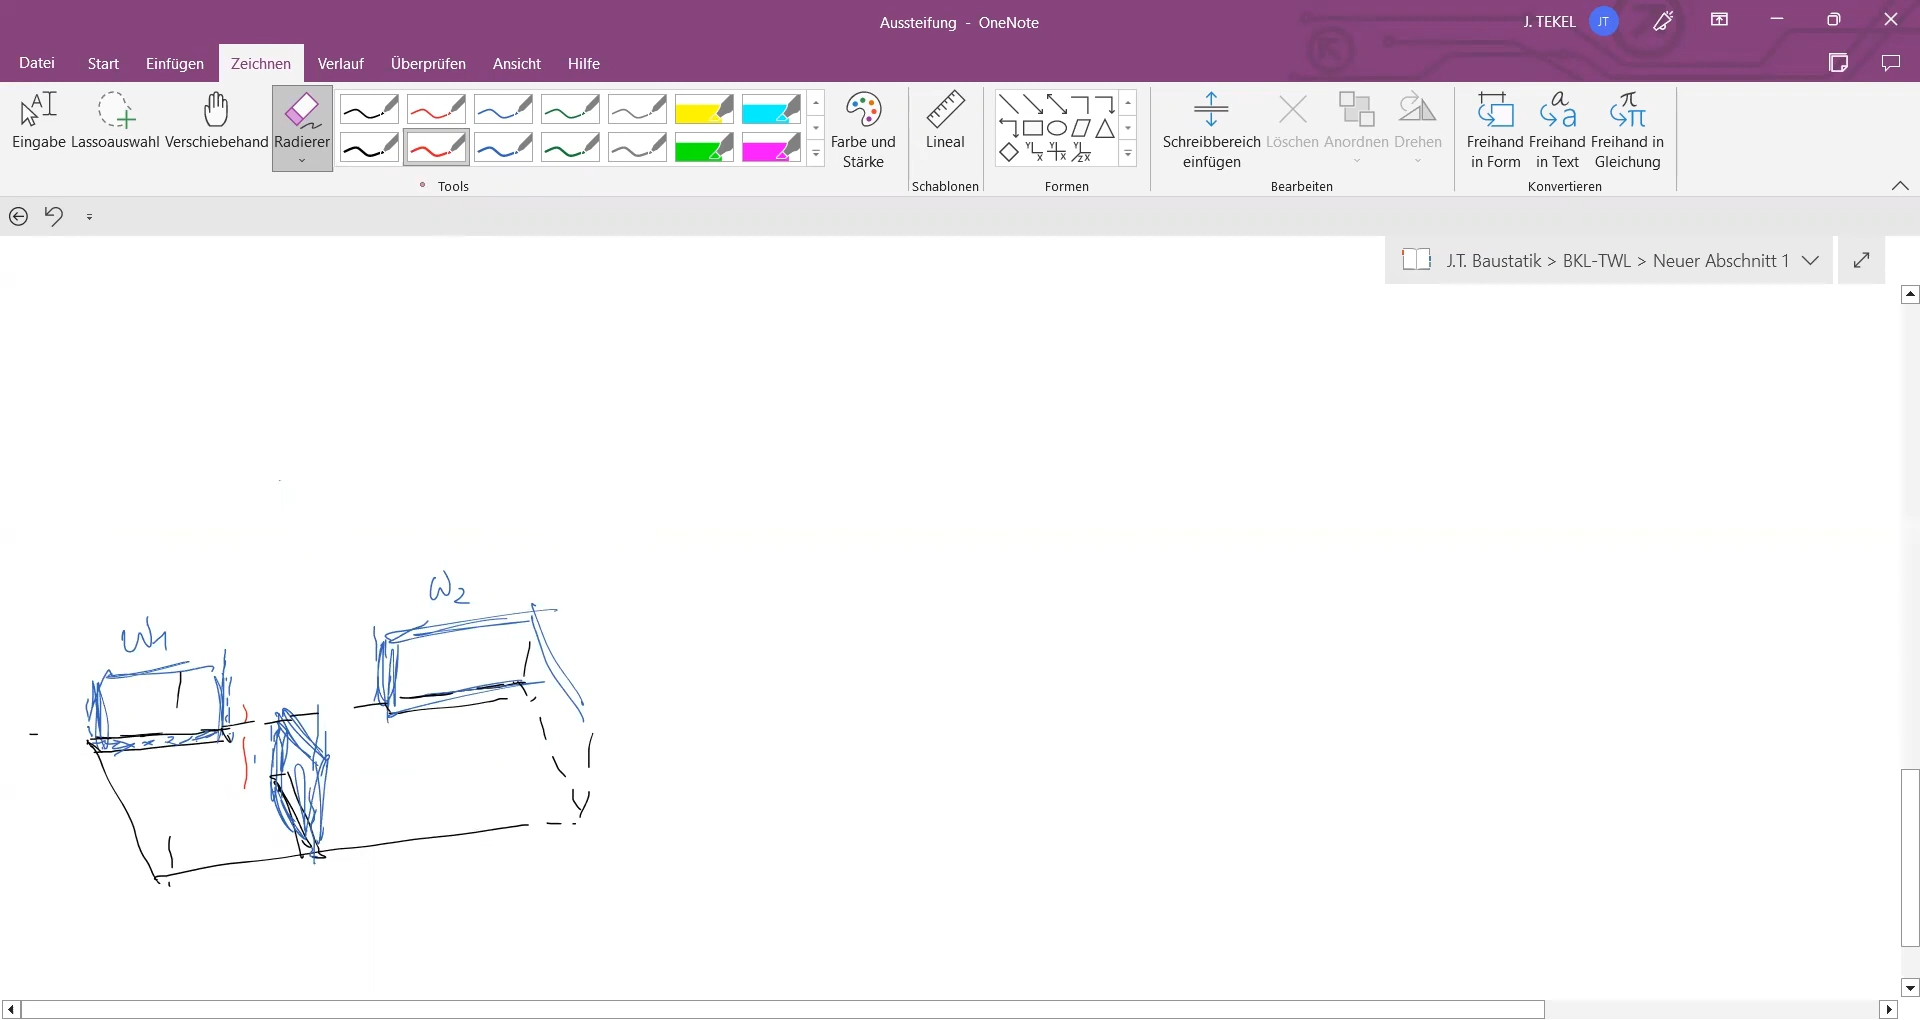 Aussteifung - OneNote
J. TEKEL JT
Datei Start Einfügen Zeichnen Verlauf Überprüfen Ansicht Hilfe
Eingabe Lassoauswahl Verschiebehand Radierer
Farbe und Stärke
Lineal
Schreibbereich einfügen
Löschen Anordnen Drehen
Freihand in Form
Freihand in Text
Freihand in Gleichung
Tools Schablonen Formen Bearbeiten Konvertieren
J.T. Baustatik > BKL-TWL > Neuer Abschnitt 1
W2
W1